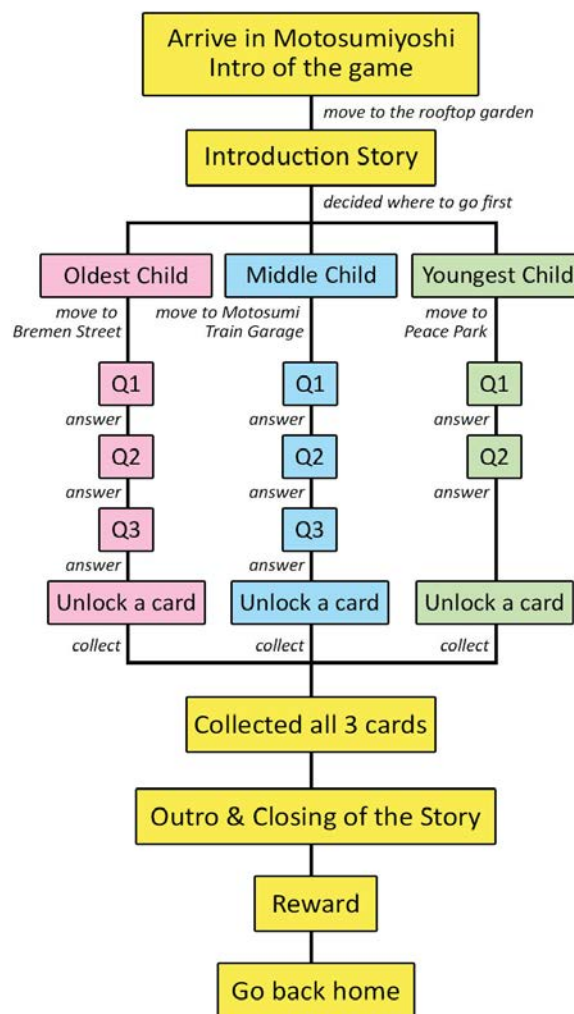 Arrive in Motosumiyoshi
Intro of the game
move to the rooftop garden
Introduction Story
decided where to go first
Oldest Child
Middle Child
Youngest Child
move to
Bremen Street
move to Motosumi
Train Garage
move to
Peace Park
Q1
Q1
Q1
answer
answer
answer
Q2
Q2
Q2
answer
answer
answer
Q3
Q3
answer
answer
Unlock a card
Unlock a card
Unlock a card
collect
collect
collect
Collected all 3 cards
Outro & Closing of the Story
Reward
Go back home